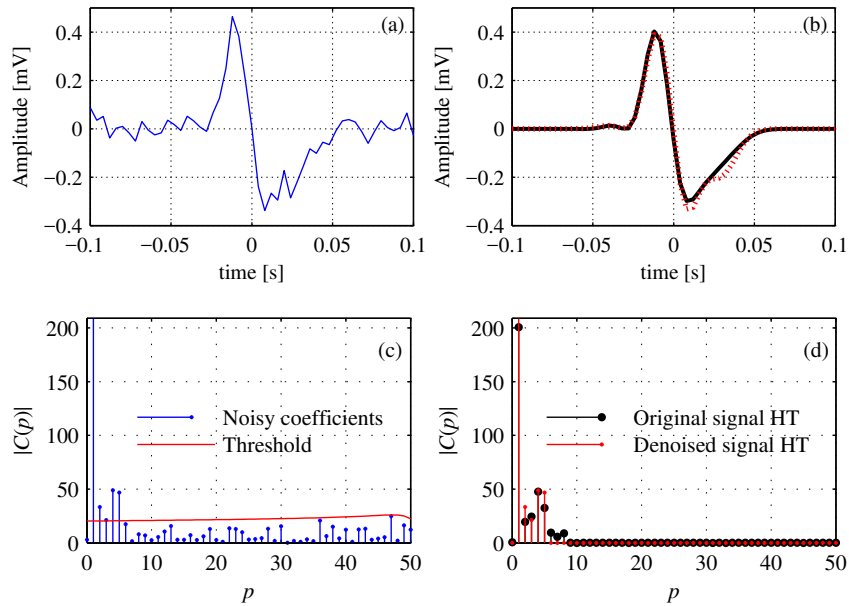 (a)
Amplitude [mV]
0.4
0.2
0
−0.2
−0.4
−0.1 −0.05 0 0.05 0.1
time [s]
(b)
Amplitude [mV]
0.4
0.2
0
−0.2
−0.4
−0.1 −0.05 0 0.05 0.1
time [s]
(c)
|C(p)|
200
150
100
50
0
Noisy coefficients
Threshold
0 10 20 30 40 50
p
(d)
|C(p)|
200
150
100
50
0
Original signal HT
Denoised signal HT
0 10 20 30 40 50
p